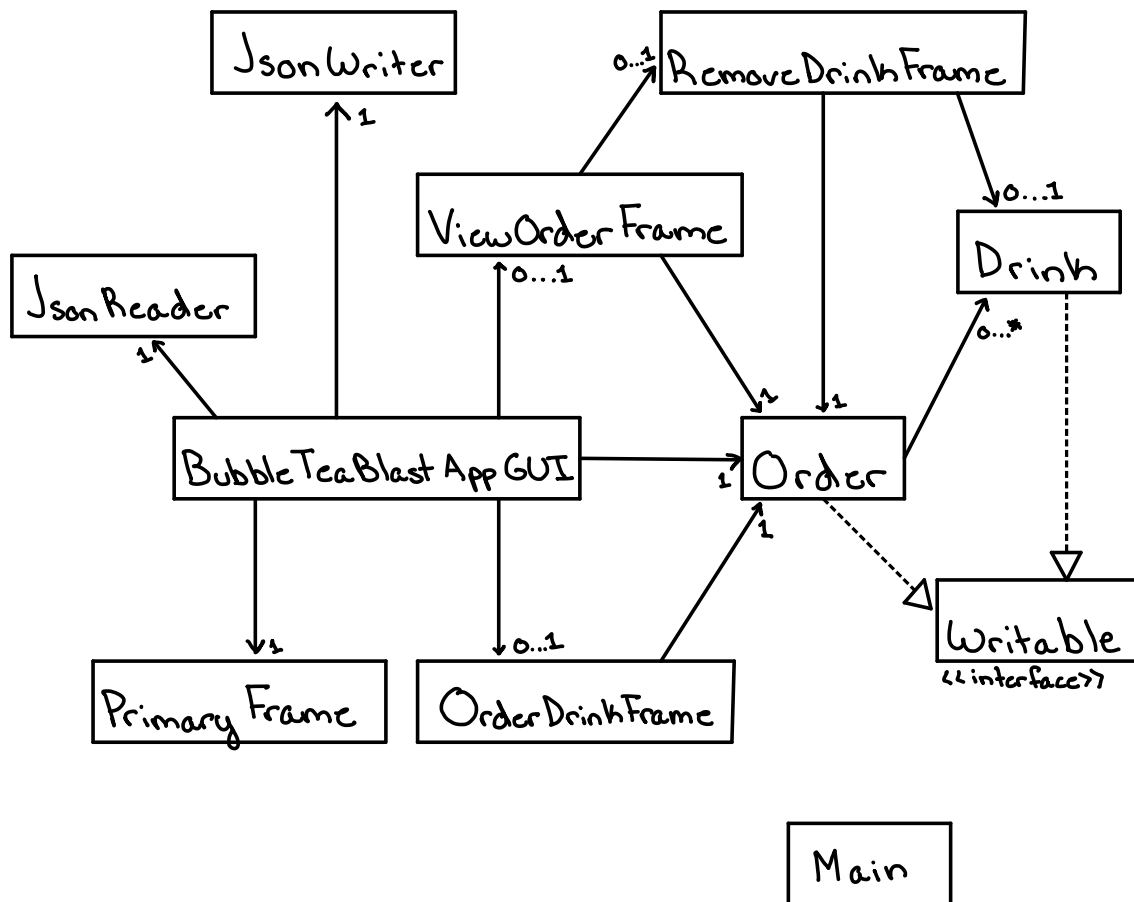 JsonWriter
1
0...1
RemoveDrinkFrame
ViewOrderFrame
0...1
0...1
Drink
0...*
JsonReader
1
BubbleTeaBlastAppGUI
1
1
1
Order
1
1
0...1
PrimaryFrame
OrderDrinkFrame
Writable
<<interface>>
Main